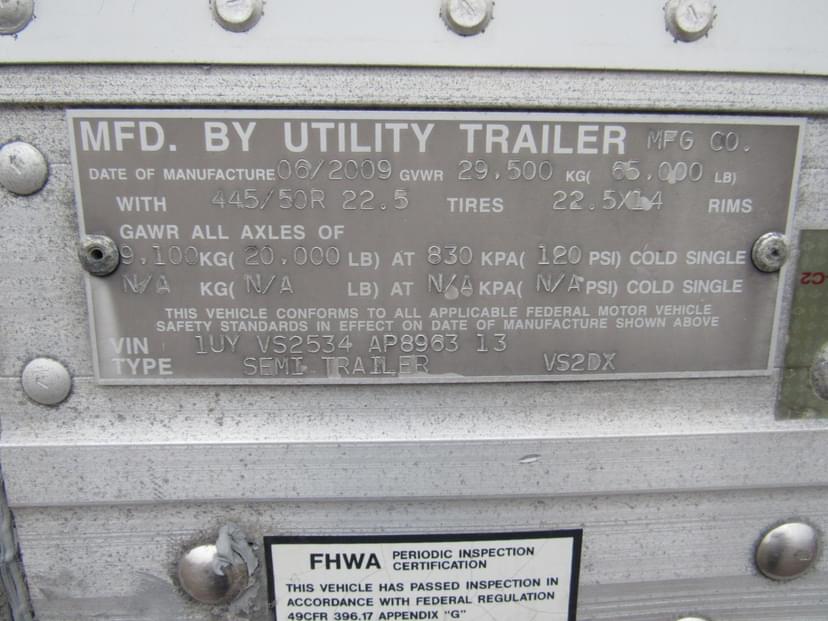 MFD. BY UTILITY TRAILER MFG CO.
DATE OF MANUFACTURE 06/2009 GVWR 29,500 KG( 65,000 LB)
WITH 445/50R 22.5 TIRES 22.5X14 RIMS
GAWR ALL AXLES OF
9,100 KG( 20,000 LB) AT 830 KPA( 120 PSI) COLD SINGLE
N/A KG( N/A LB) AT N/A KPA( N/A PSI) COLD SINGLE
THIS VEHICLE CONFORMS TO ALL APPLICABLE FEDERAL MOTOR VEHICLE
SAFETY STANDARDS IN EFFECT ON DATE OF MANUFACTURE SHOWN ABOVE
VIN 1UY VS2534 AP8963 13
TYPE SEMI-TRAILER VS2DX
C2
FHWA PERIODIC INSPECTION
CERTIFICATION
THIS VEHICLE HAS PASSED INSPECTION IN
ACCORDANCE WITH FEDERAL REGULATION
49CFR 396.17 APPENDIX "G"